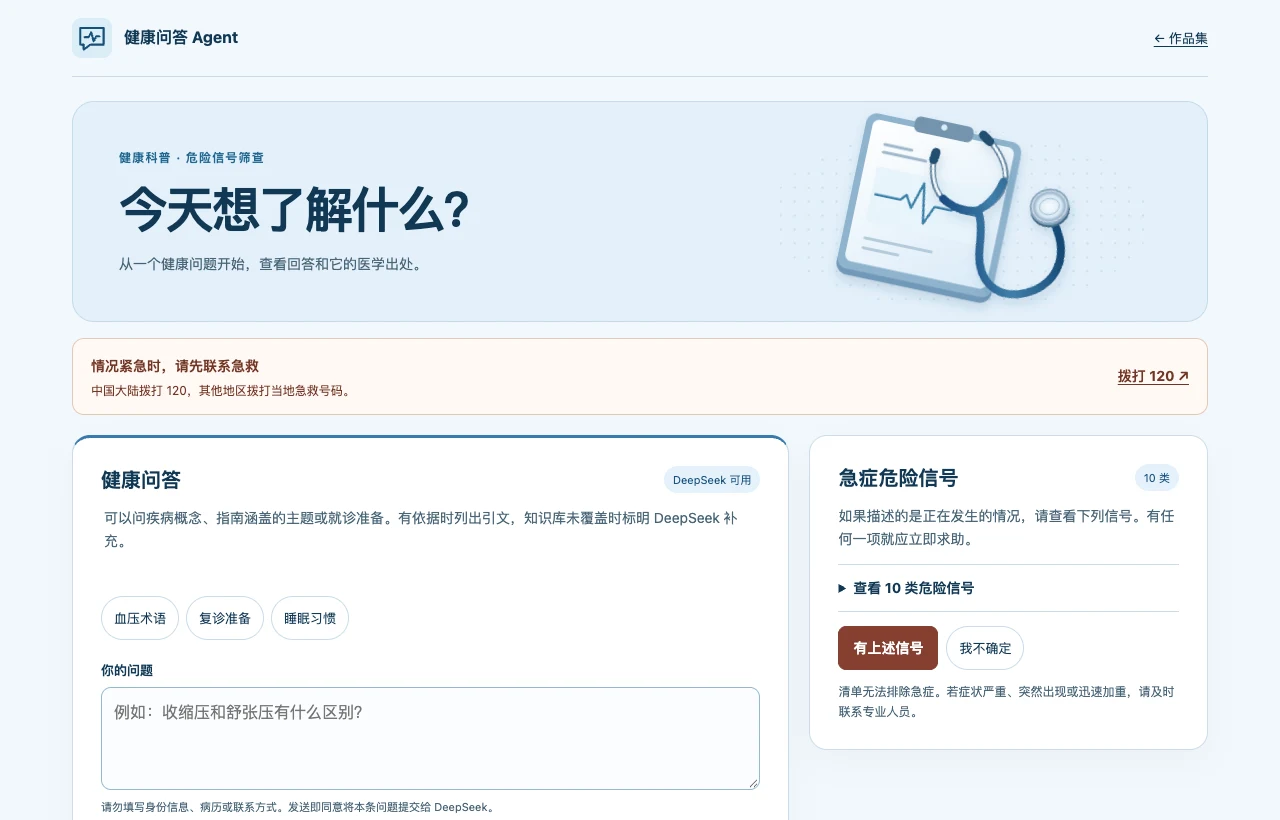 健康问答 Agent
← 作品集
健康科普 · 危险信号筛查
今天想了解什么?
从一个健康问题开始，查看回答和它的医学出处。
情况紧急时，请先联系急救
中国大陆拨打 120，其他地区拨打当地急救号码。
拨打 120 ↗
健康问答
DeepSeek 可用
可以问疾病概念、指南涵盖的主题或就诊准备。有依据时列出引文，知识库未覆盖时标明 DeepSeek 补
充。
血压术语
复诊准备
睡眠习惯
你的问题
例如：收缩压和舒张压有什么区别?
请勿填写身份信息、病历或联系方式。发送即同意将本条问题提交给 DeepSeek。
急症危险信号
10 类
如果描述的是正在发生的情况，请查看下列信号。有任
何一项就应立即求助。
▶ 查看 10 类危险信号
有上述信号
我不确定
清单无法排除急症。若症状严重、突然出现或迅速加重，请及时
联系专业人员。